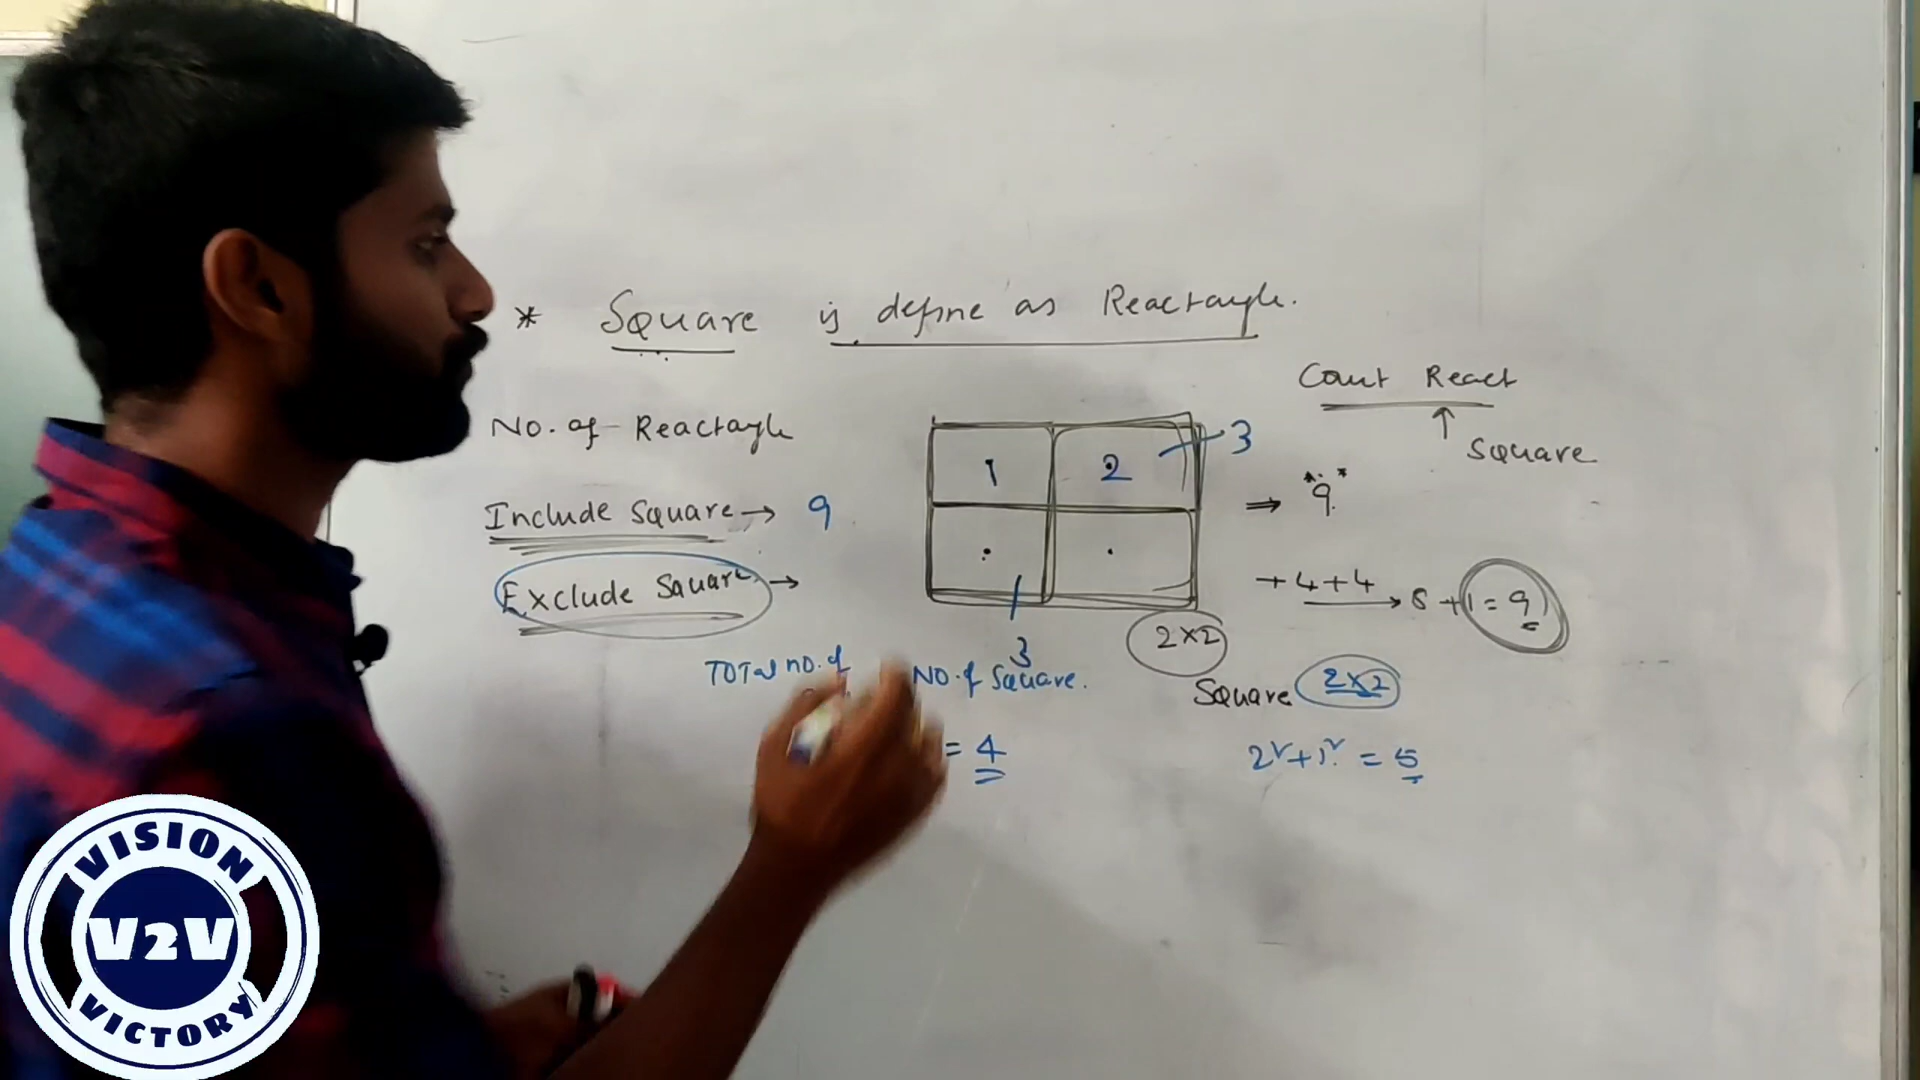 * Square is define as Reactangle.
Count React
↑
Square
No. of Reactangle
Include Square → 9
Exclude Square →
1 2 3
3
⇒ 9
+ 4 + 4 → 8 + 1 = 9
2×2
Total no. of
No. of Square.
= 4
Square 2×2
2² + 1² = 5
VISION
V2V
VICTORY